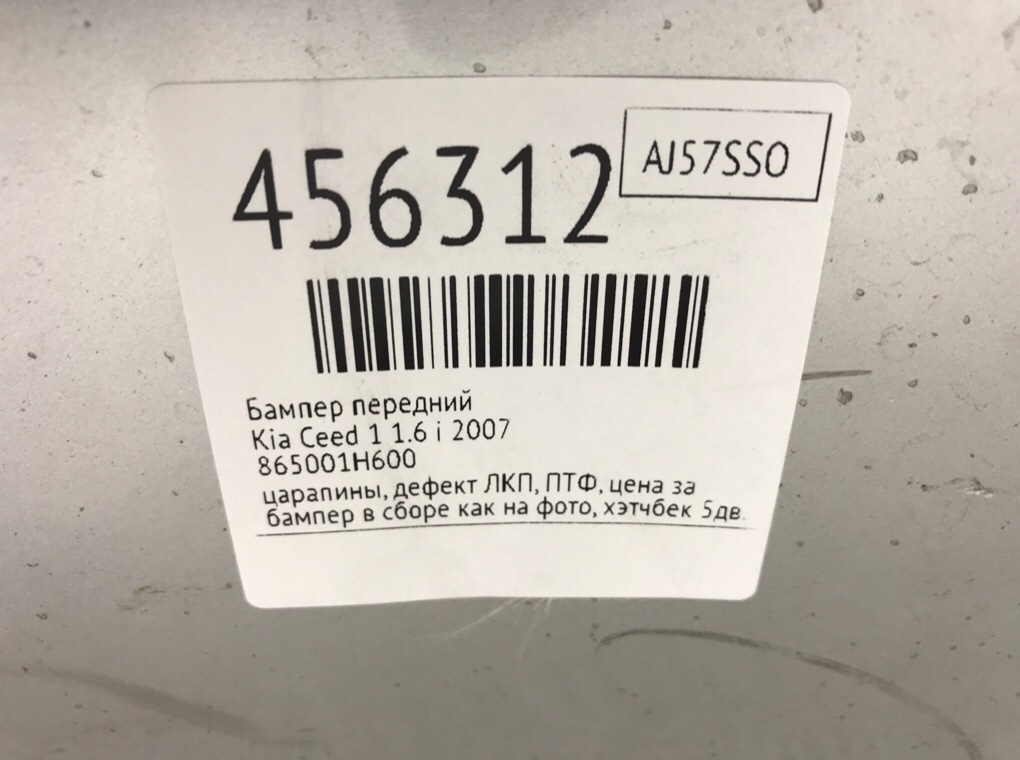 456312
AJ57SSO
Бампер передний
Kia Ceed 1 1.6 i 2007
865001H600
царапины, дефект ЛКП, ПТФ, цена за
бампер в сборе как на фото, хэтчбек 5дв.